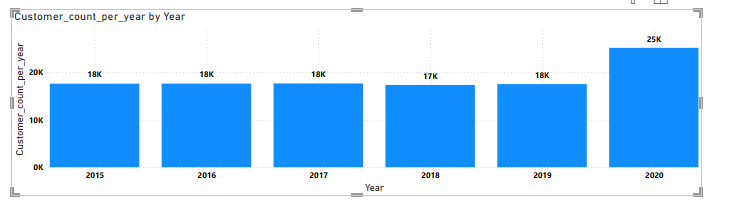 Customer_count_per_year by Year
Customer_count_per_year
20K
10K
0K
18K
18K
18K
17K
18K
25K
2015
2016
2017
2018
2019
2020
Year